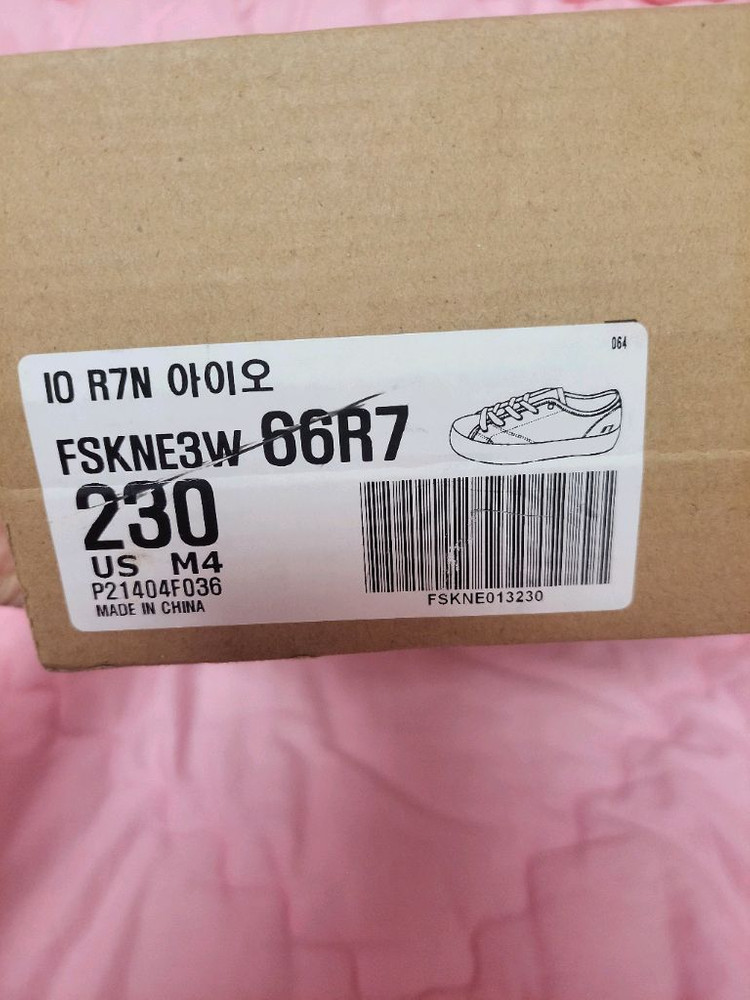 064
IO R7N 아이오
FSKNE3W 66R7
230
US M4
P21404F036
MADE IN CHINA
FSKNE013230